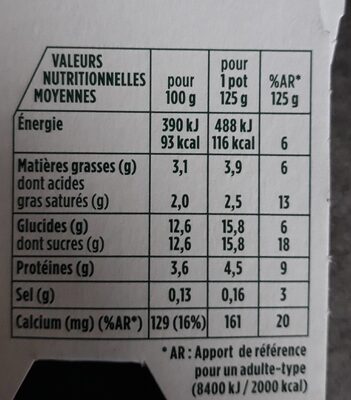 VALEURS NUTRITIONNELLES MOYENNES pour 100 g pour 1 pot 125 g %AR* 125 g
Énergie 390 kJ 488 kJ
93 kcal 116 kcal 6
Matières grasses (g) 3,1 3,9 6
dont acides
gras saturés (g) 2,0 2,5 13
Glucides (g) 12,6 15,8 6
dont sucres (g) 12,6 15,8 18
Protéines (g) 3,6 4,5 9
Sel (g) 0,13 0,16 3
Calcium (mg) (%AR*) 129 (16%) 161 20
* AR : Apport de référence
pour un adulte-type
(8400 kJ / 2000 kcal)